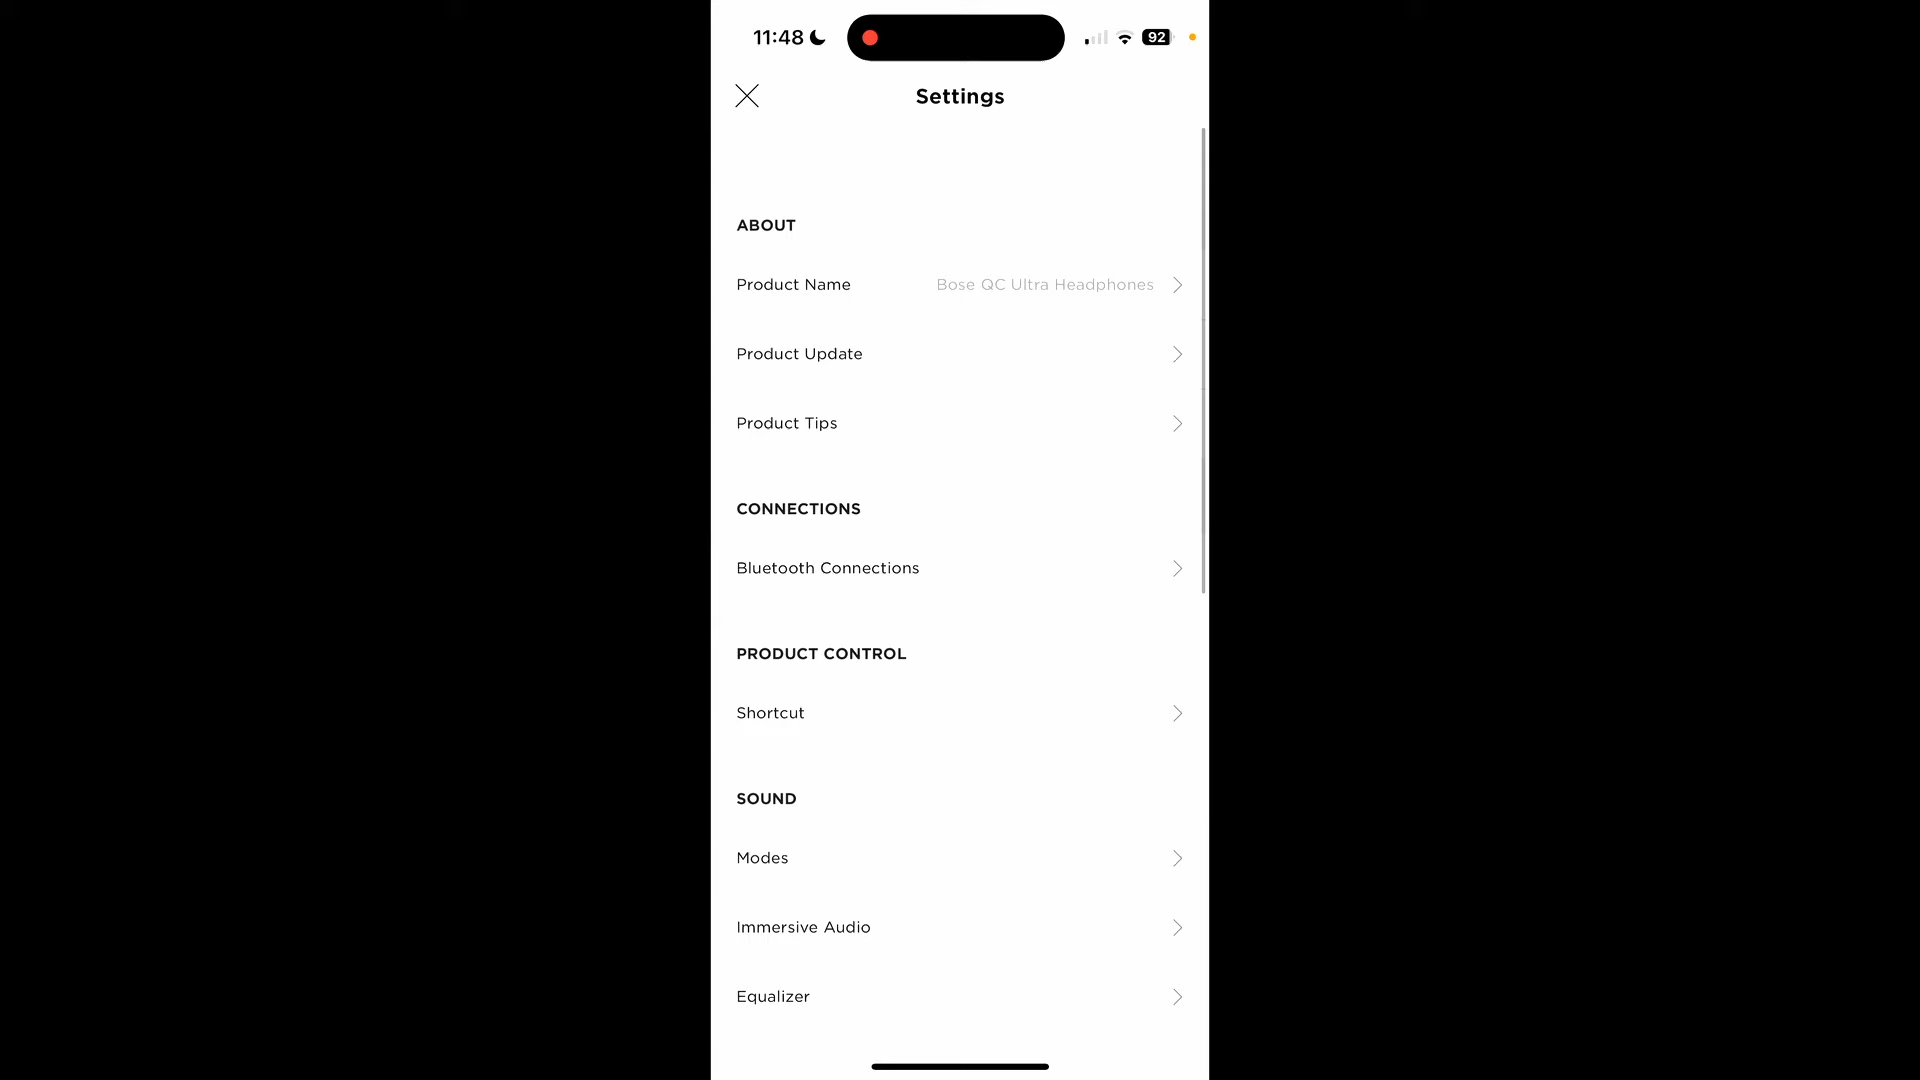 11:48
92
Settings
ABOUT
Product Name Bose QC Ultra Headphones
Product Update
Product Tips
CONNECTIONS
Bluetooth Connections
PRODUCT CONTROL
Shortcut
SOUND
Modes
Immersive Audio
Equalizer